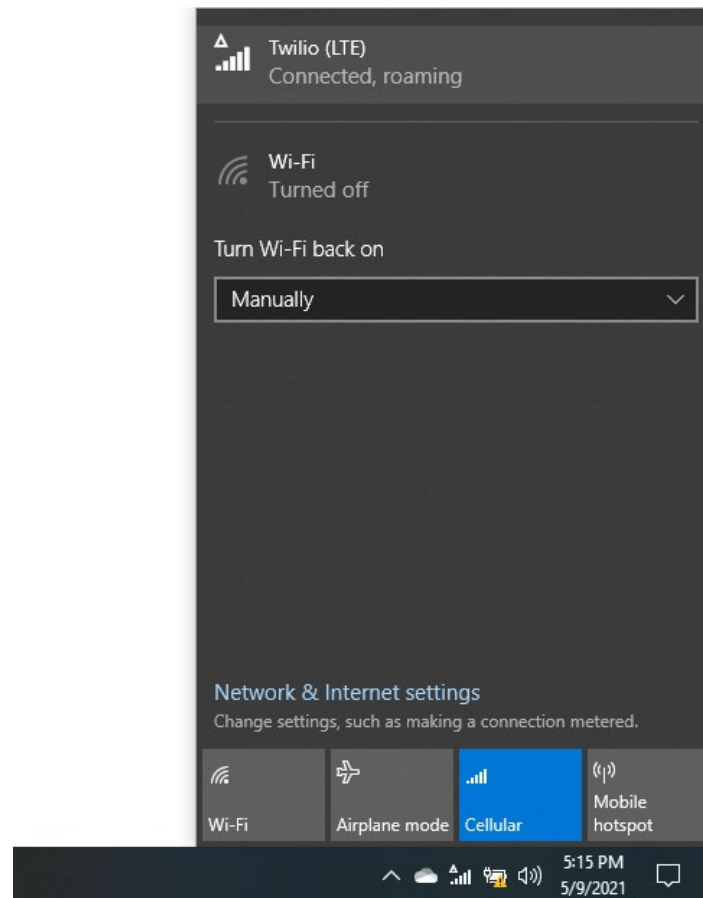 Twilio (LTE)
Connected, roaming
Wi-Fi
Turned off
Turn Wi-Fi back on
Manually
Network & Internet settings
Change settings, such as making a connection metered.
Wi-Fi
Airplane mode
Cellular
Mobile
hotspot
5:15 PM
5/9/2021